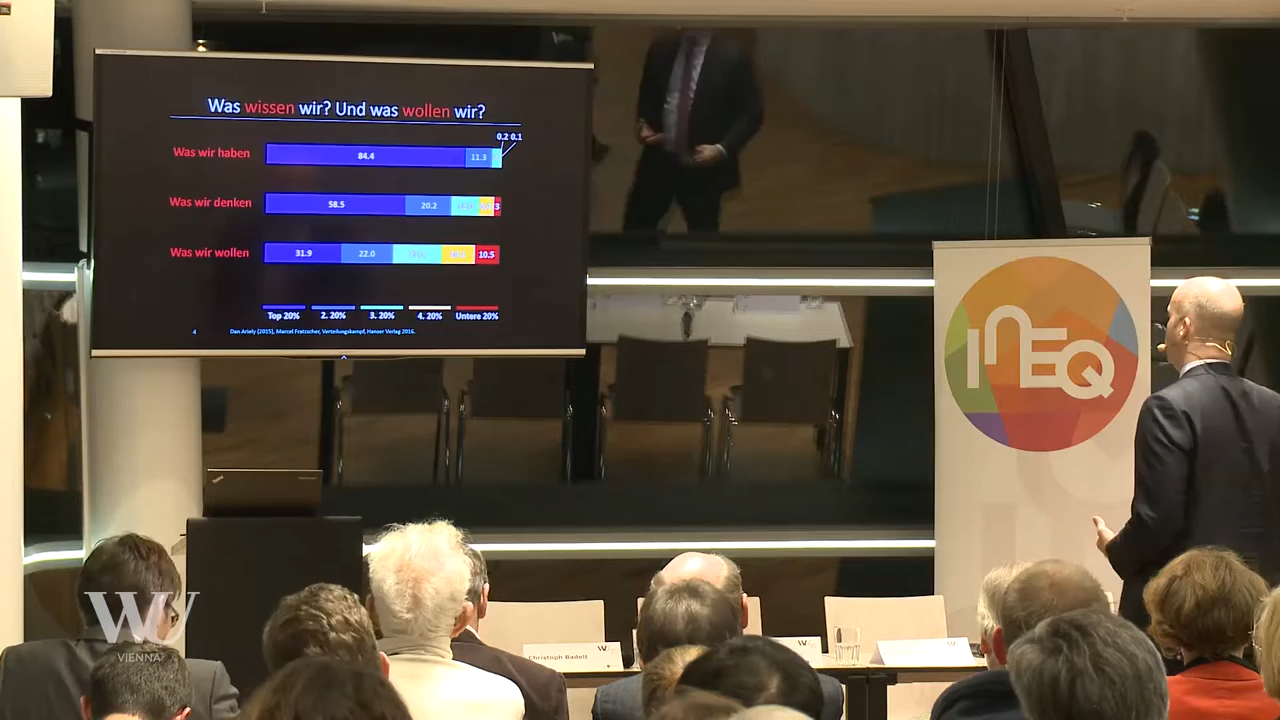 Was wissen wir? Und was wollen wir?
0.2 0.1
Was wir haben
84.4
11.3
Was wir denken
58.5
20.2
Was wir wollen
31.9
22.0
10.5
Top 20%
2. 20%
3. 20%
4. 20%
Untere 20%
4
Dan Ariely (2015), Marcel Fratzscher, Verteilungskampf, Hanser Verlag 2016.
INEQ
Christoph Badelt
WU
VIENNA